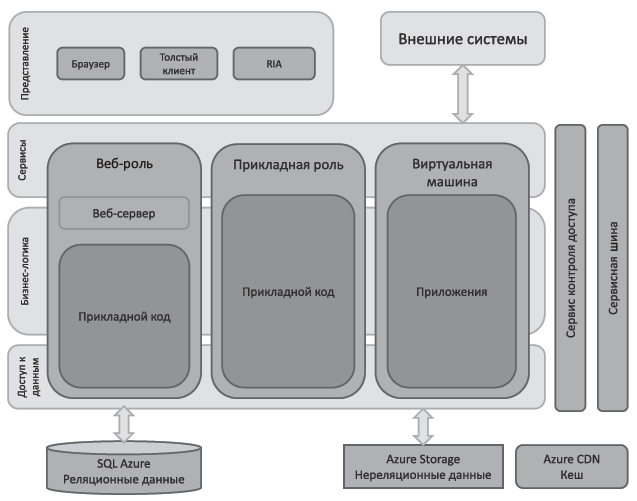 Представление
Браузер
Толстый
клиент
RIA
Внешние системы
Сервисы
Бизнес-логика
Доступ к
данным
Веб-роль
Веб-сервер
Прикладной код
Прикладная роль
Прикладной код
Виртуальная
машина
Приложения
Сервис контроля доступа
Сервисная шина
SQL Azure
Реляционные данные
Azure Storage
Нереляционные данные
Azure CDN
Кеш